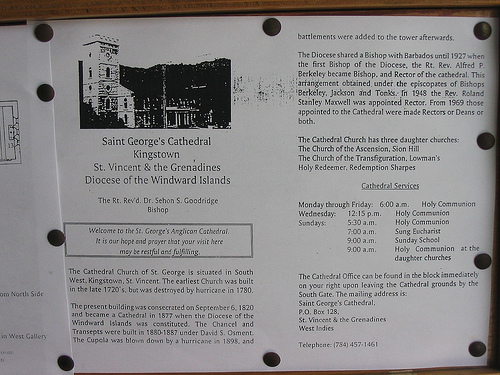 Saint George's Cathedral
Kingstown
St. Vincent & the Grenadines
Diocese of the Windward Islands
The Rt. Rev'd. Dr. Sehon S. Goodridge
Bishop
Welcome to the St. George's Anglican Cathedral.
It is our hope and prayer that your visit here
may be restful and fulfilling.
The Cathedral Church of St. George is situated in South
West, Kingstown, St. Vincent. The earliest Church was built
in the late 1720's, but was destroyed by hurricane in 1780.
The present building was consecrated on September 6, 1820
and became a Cathedral in 1877 when the Diocese of the
Windward Islands was constituted. The Chancel and
Transepts were built in 1880-1887 under David S. Osment.
The Cupola was blown down by a hurricane in 1898, and
battlements were added to the tower afterwards.
The Diocese shared a Bishop with Barbados until 1927 when
the first Bishop of the Diocese, the Rt. Rev. Alfred P.
Berkeley became Bishop, and Rector of the cathedral. This
arrangement obtained under the episcopates of Bishops
Berkeley, Jackson and Tonks. In 1948 the Rev. Roland
Stanley Maxwell was appointed Rector. From 1969 those
appointed to the Cathedral were made Rectors or Deans or
both.
The Cathedral Church has three daughter churches:
The Church of the Ascension, Sion Hill
The Church of the Transfiguration, Lowman's
Holy Redeemer, Redemption Sharpes
Cathedral Services
Monday through Friday: 6:00 a.m. Holy Communion
Wednesday: 12:15 p.m. Holy Communion
Sundays: 5:30 a.m. Holy Communion
7:00 a.m. Sung Eucharist
9:00 a.m. Sunday School
9:00 a.m. Holy Communion at the
daughter churches
The Cathedral Office can be found in the block immediately
on your right upon leaving the Cathedral grounds by the
South Gate. The mailing address is:
Saint George's Cathedral,
P.O. Box 128,
St. Vincent & the Grenadines
West Indies
Telephone: (784) 457-1461
North Side
in West Gallery